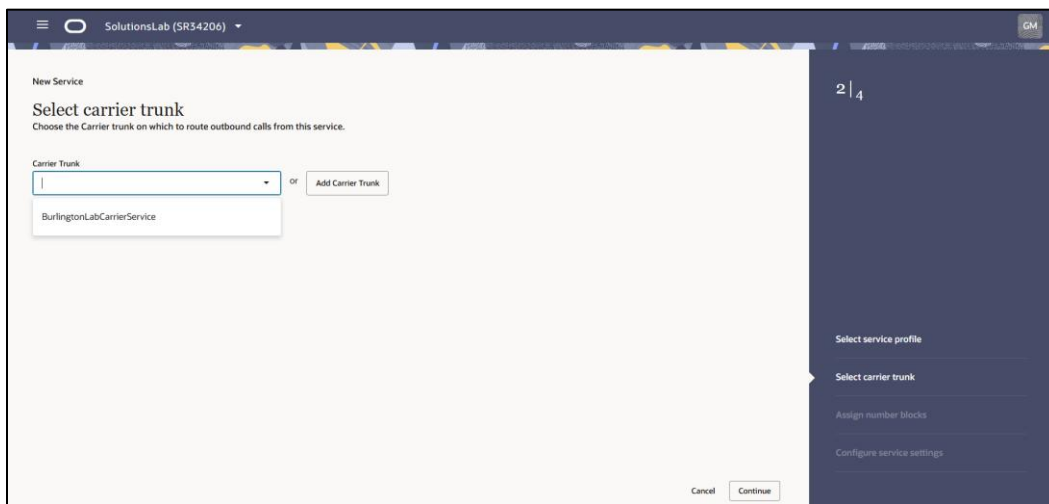 SolutionsLab (SR34206)
GM
New Service
Select carrier trunk
Choose the Carrier trunk on which to route outbound calls from this service.
Carrier Trunk
or
Add Carrier Trunk
BurlingtonLabCarrierService
Cancel
Continue
2|4
Select service profile
Select carrier trunk
Assign number blocks
Configure service settings